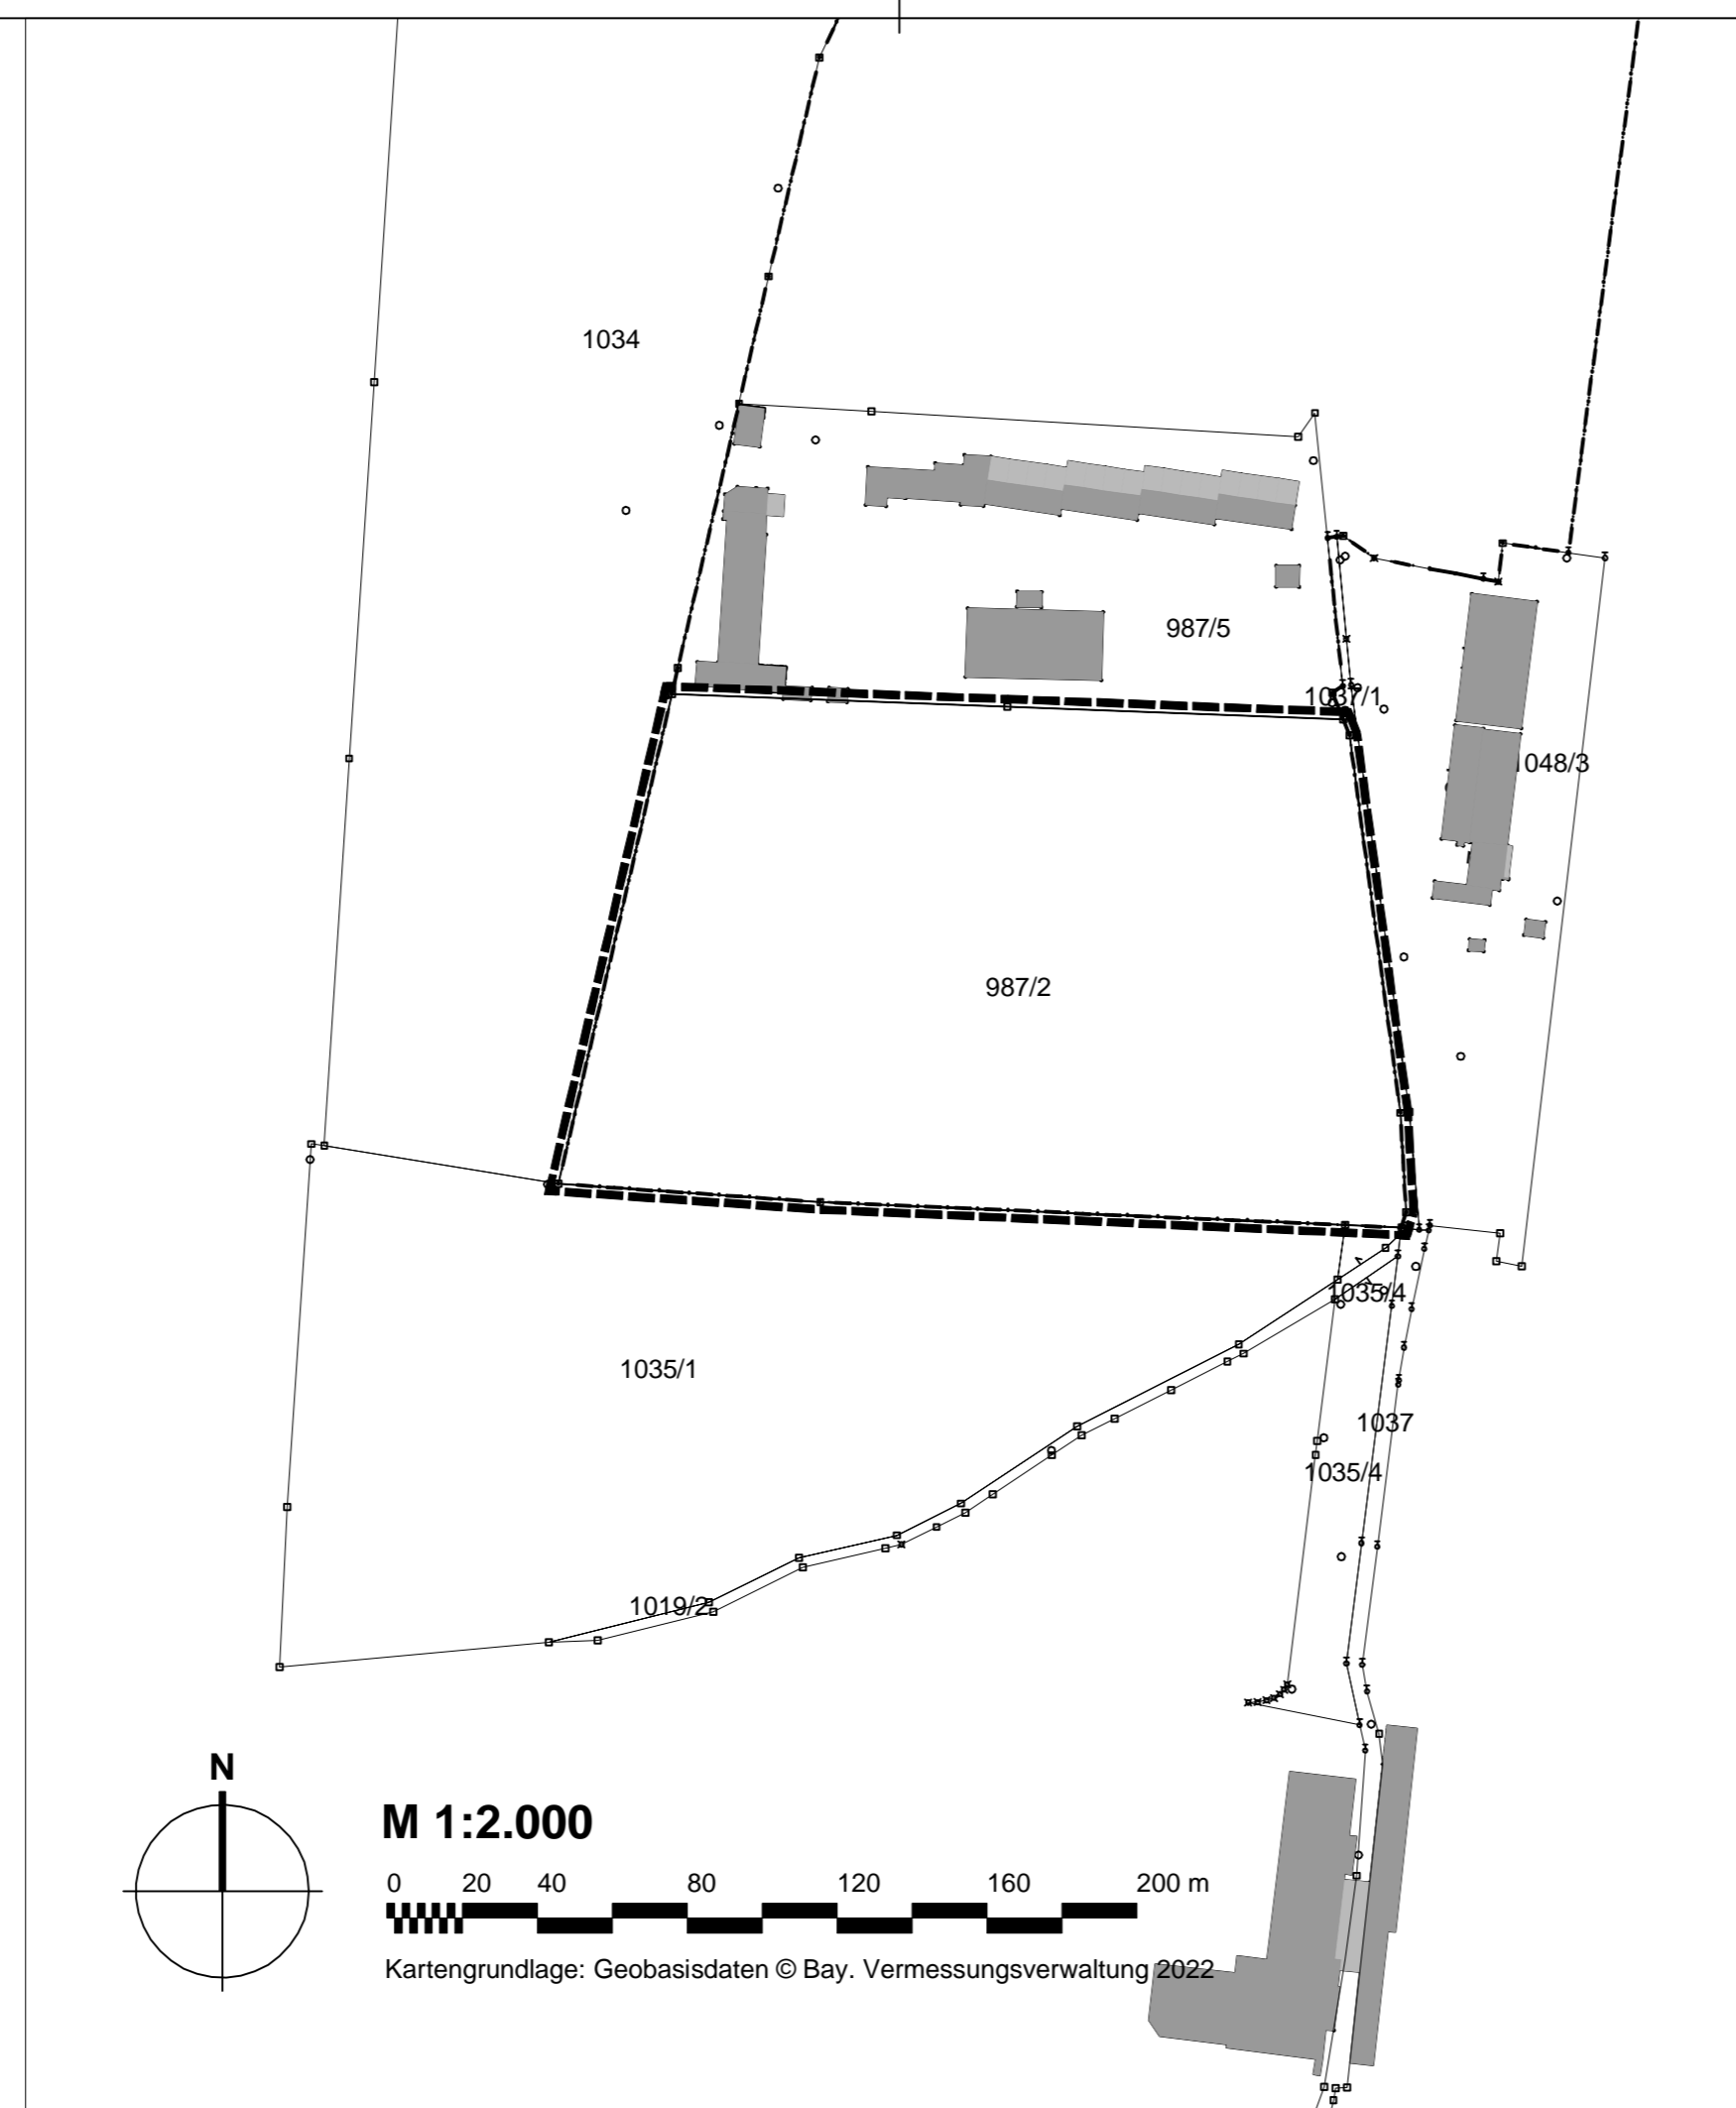 1034
987/5
1037/1
1048/3
987/2
1035/4
1035/1
1037
1035/4
1019/2
N
M 1:2.000
0 20 40 80 120 160 200 m
Kartengrundlage: Geobasisdaten © Bay. Vermessungsverwaltung 2022